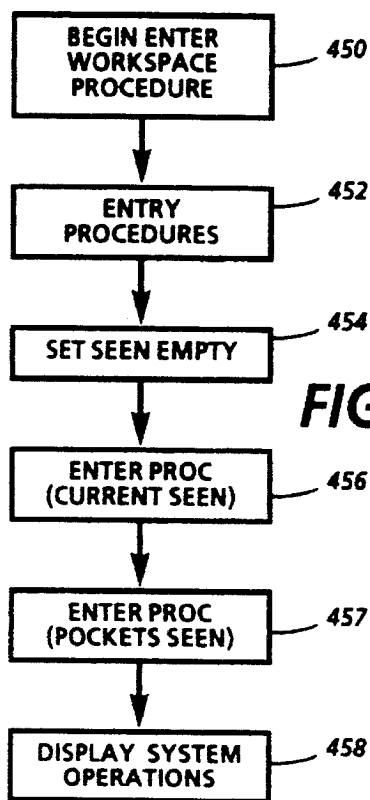 BEGIN ENTER
WORKSPACE
PROCEDURE
450
ENTRY
PROCEDURES
452
SET SEEN EMPTY
454
FIG
ENTER PROC
(CURRENT SEEN)
456
ENTER PROC
(POCKETS SEEN)
457
DISPLAY SYSTEM
OPERATIONS
458